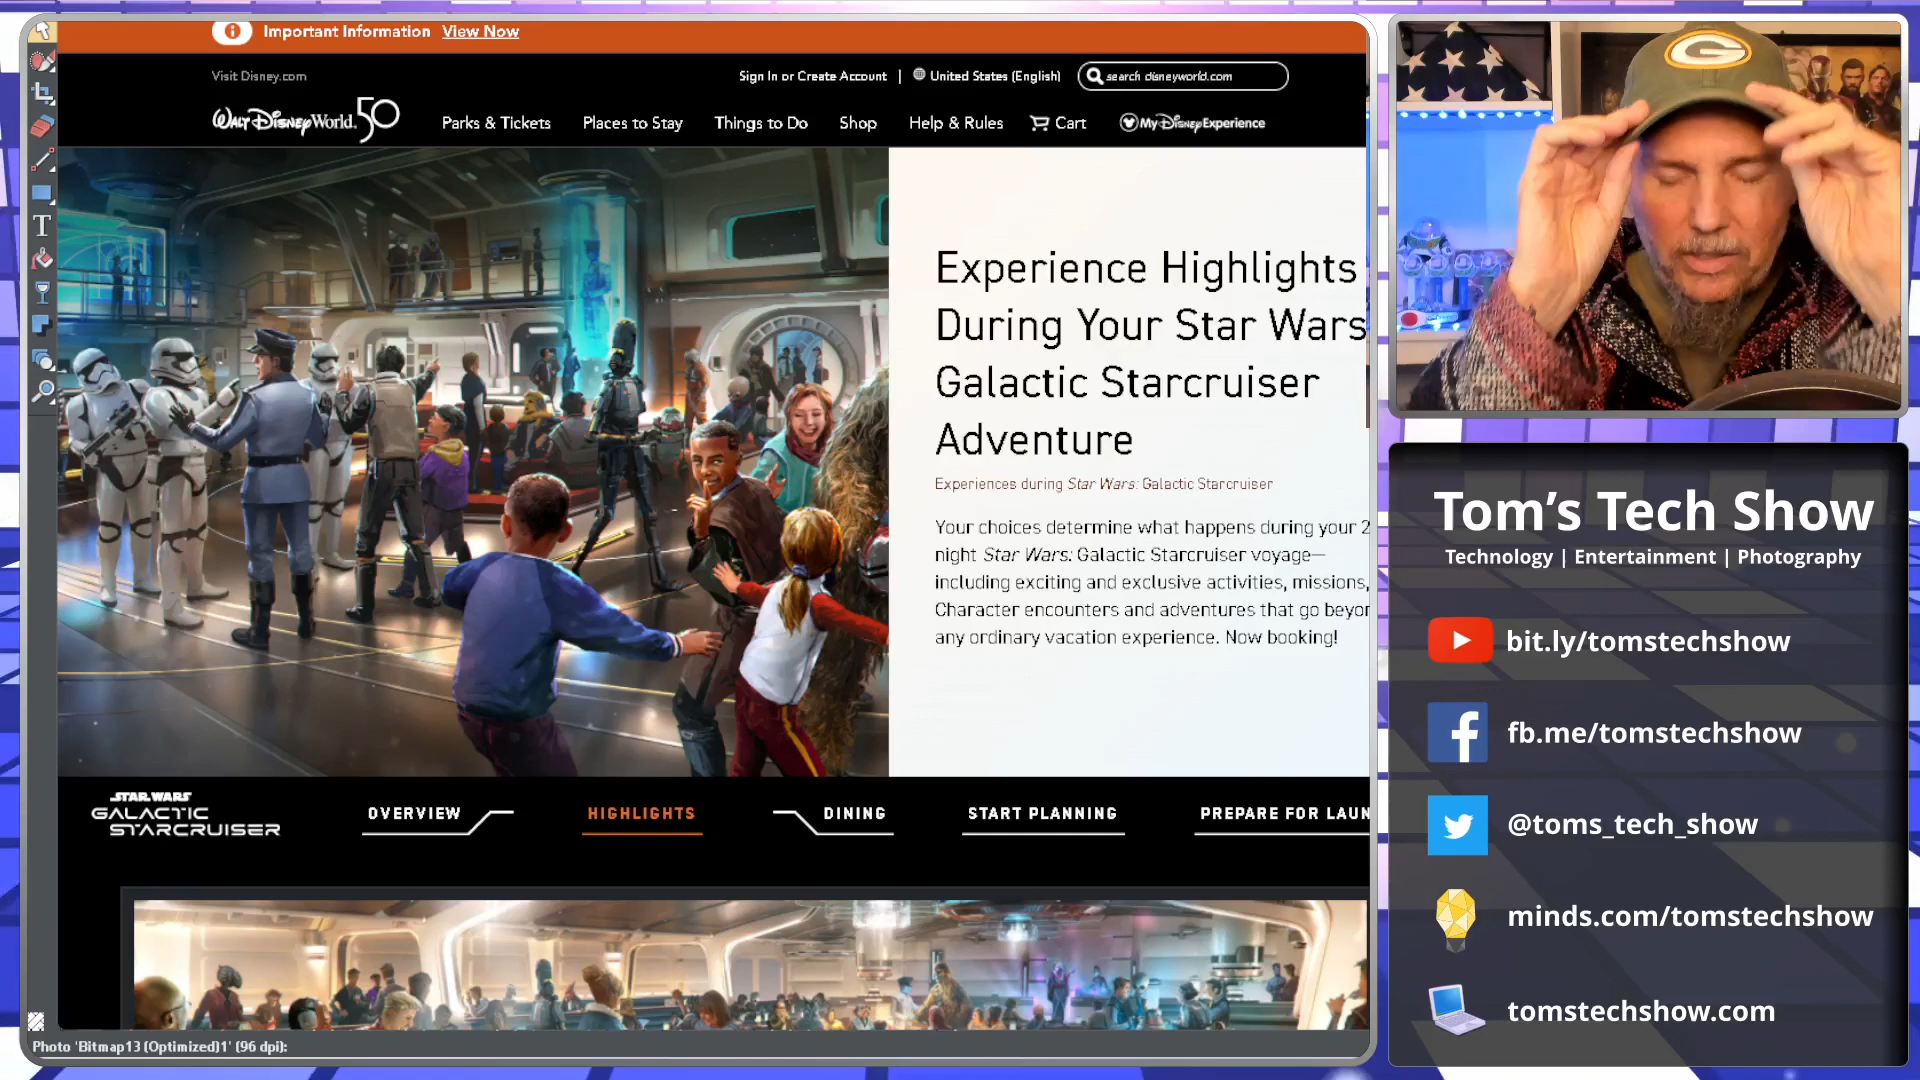 Important Information View Now
Visit Disney.com
Sign In or Create Account | United States (English)
search disneyworld.com
Walt Disney World. 50
Parks & Tickets
Places to Stay
Things to Do
Shop
Help & Rules
Cart
My Disney Experience
G
Experience Highlights
During Your Star Wars
Galactic Starcruiser
Adventure
Experiences during Star Wars: Galactic Starcruiser
Your choices determine what happens during your 2
night Star Wars: Galactic Starcruiser voyage—
including exciting and exclusive activities, missions,
Character encounters and adventures that go beyon
any ordinary vacation experience. Now booking!
STAR WARS
GALACTIC
STARCRUISER
OVERVIEW
HIGHLIGHTS
DINING
START PLANNING
PREPARE FOR LAUN
T
Photo 'Bitmap13 (Optimized)1' (96 dpi):
Tom's Tech Show
Technology | Entertainment | Photography
bit.ly/tomstechshow
fb.me/tomstechshow
@toms_tech_show
minds.com/tomstechshow
tomstechshow.com